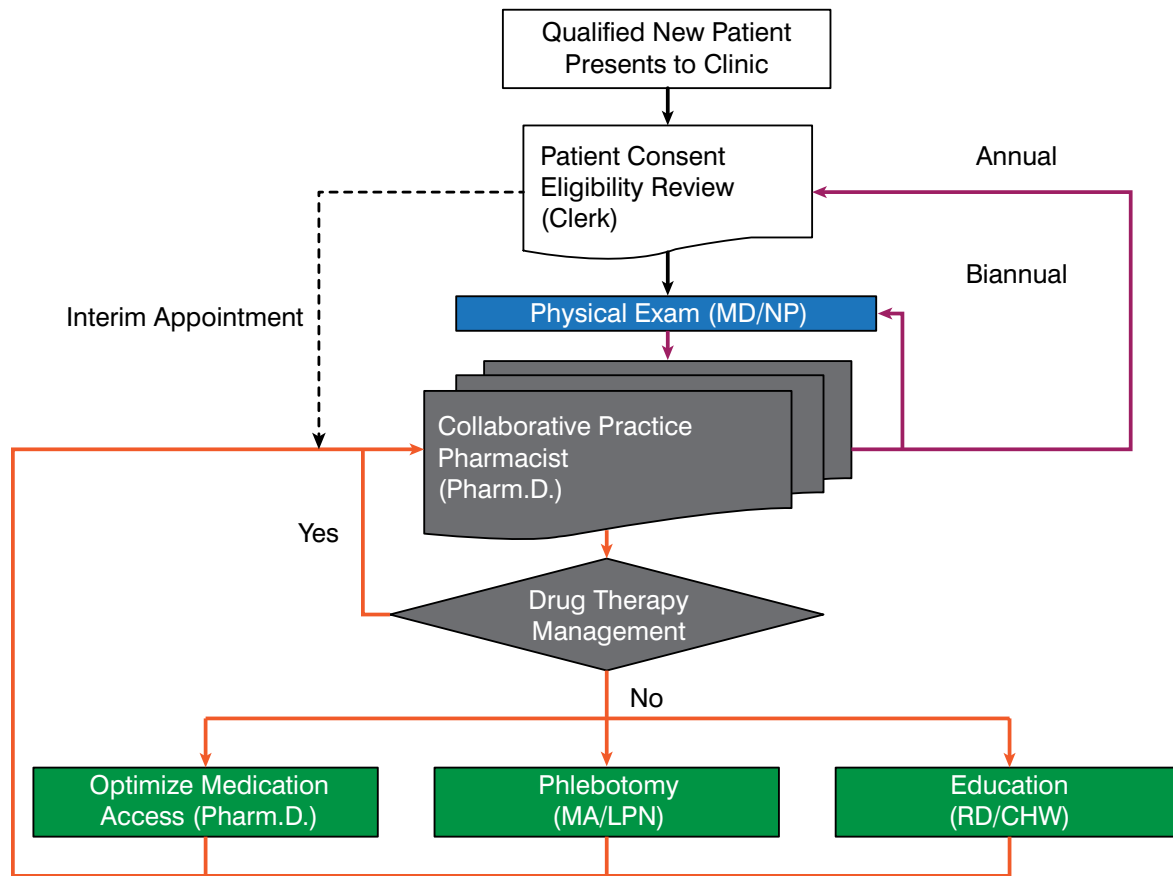 Qualified New Patient
Presents to Clinic
Patient Consent
Eligibility Review
(Clerk)
Annual
Biannual
Interim Appointment
Physical Exam (MD/NP)
Collaborative Practice
Pharmacist
(Pharm.D.)
Yes
Drug Therapy
Management
No
Optimize Medication
Access (Pharm.D.)
Phlebotomy
(MA/LPN)
Education
(RD/CHW)